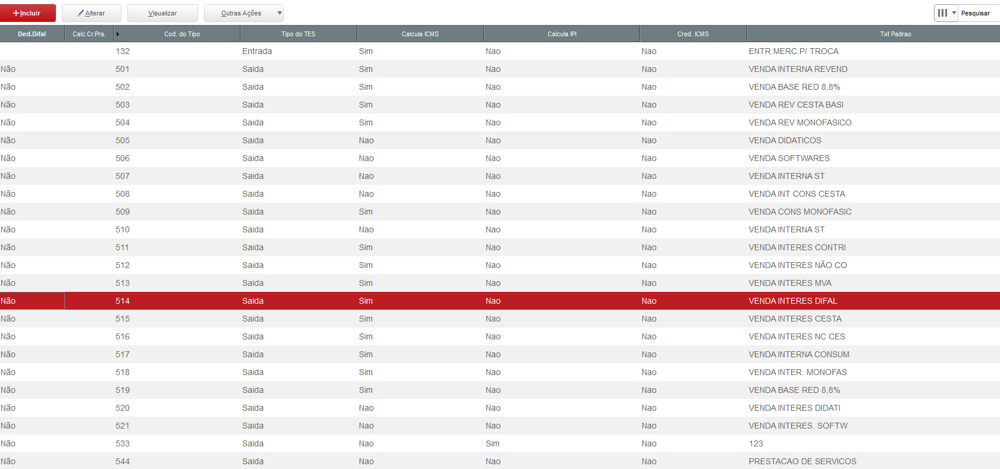 Incluir Alterar Visualizar Outras Ações Pesquisar
Ded.Difal Calc.Cr.Prs. Cod. do Tipo Tipo do TES Calcula ICMS Calcula IPI Cred. ICMS Txt Padrao
132 Entrada Sim Nao Nao ENTR.MERC.P/ TROCA
Não 501 Saida Sim Nao Nao VENDA INTERNA REVEND
Não 502 Saida Sim Nao Nao VENDA BASE RED 8,8%
Não 503 Saida Sim Nao Nao VENDA REV CESTA BASI
Não 504 Saida Sim Nao Nao VENDA REV MONOFASICO
Não 505 Saida Nao Nao Nao VENDA DIDATICOS
Não 506 Saida Nao Nao Nao VENDA SOFTWARES
Não 507 Saida Nao Nao Nao VENDA INTERNA ST
Não 508 Saida Nao Nao Nao VENDA INT CONS CESTA
Não 509 Saida Sim Nao Nao VENDA CONS MONOFASIC
Não 510 Saida Nao Nao Nao VENDA INTERNA ST
Não 511 Saida Sim Nao Nao VENDA INTERES CONTRI
Não 512 Saida Sim Nao Nao VENDA INTERES NÃO CO
Não 513 Saida Sim Nao Nao VENDA INTERES MVA
Não 514 Saida Sim Nao Nao VENDA INTERES DIFAL
Não 515 Saida Sim Nao Nao VENDA INTERES CESTA
Não 516 Saida Sim Nao Nao VENDA INTERES NC CES
Não 517 Saida Sim Nao Nao VENDA INTERNA CONSUM
Não 518 Saida Sim Nao Nao VENDA INTER. MONOFAS
Não 519 Saida Sim Nao Nao VENDA BASE RED 8,8%
Não 520 Saida Nao Nao Nao VENDA INTERES DIDATI
Não 521 Saida Nao Nao Nao VENDA INTERES. SOFTW
Não 533 Saida Nao Sim Nao 123
Não 544 Saida Nao Nao Nao PRESTACAO DE SERVICOS